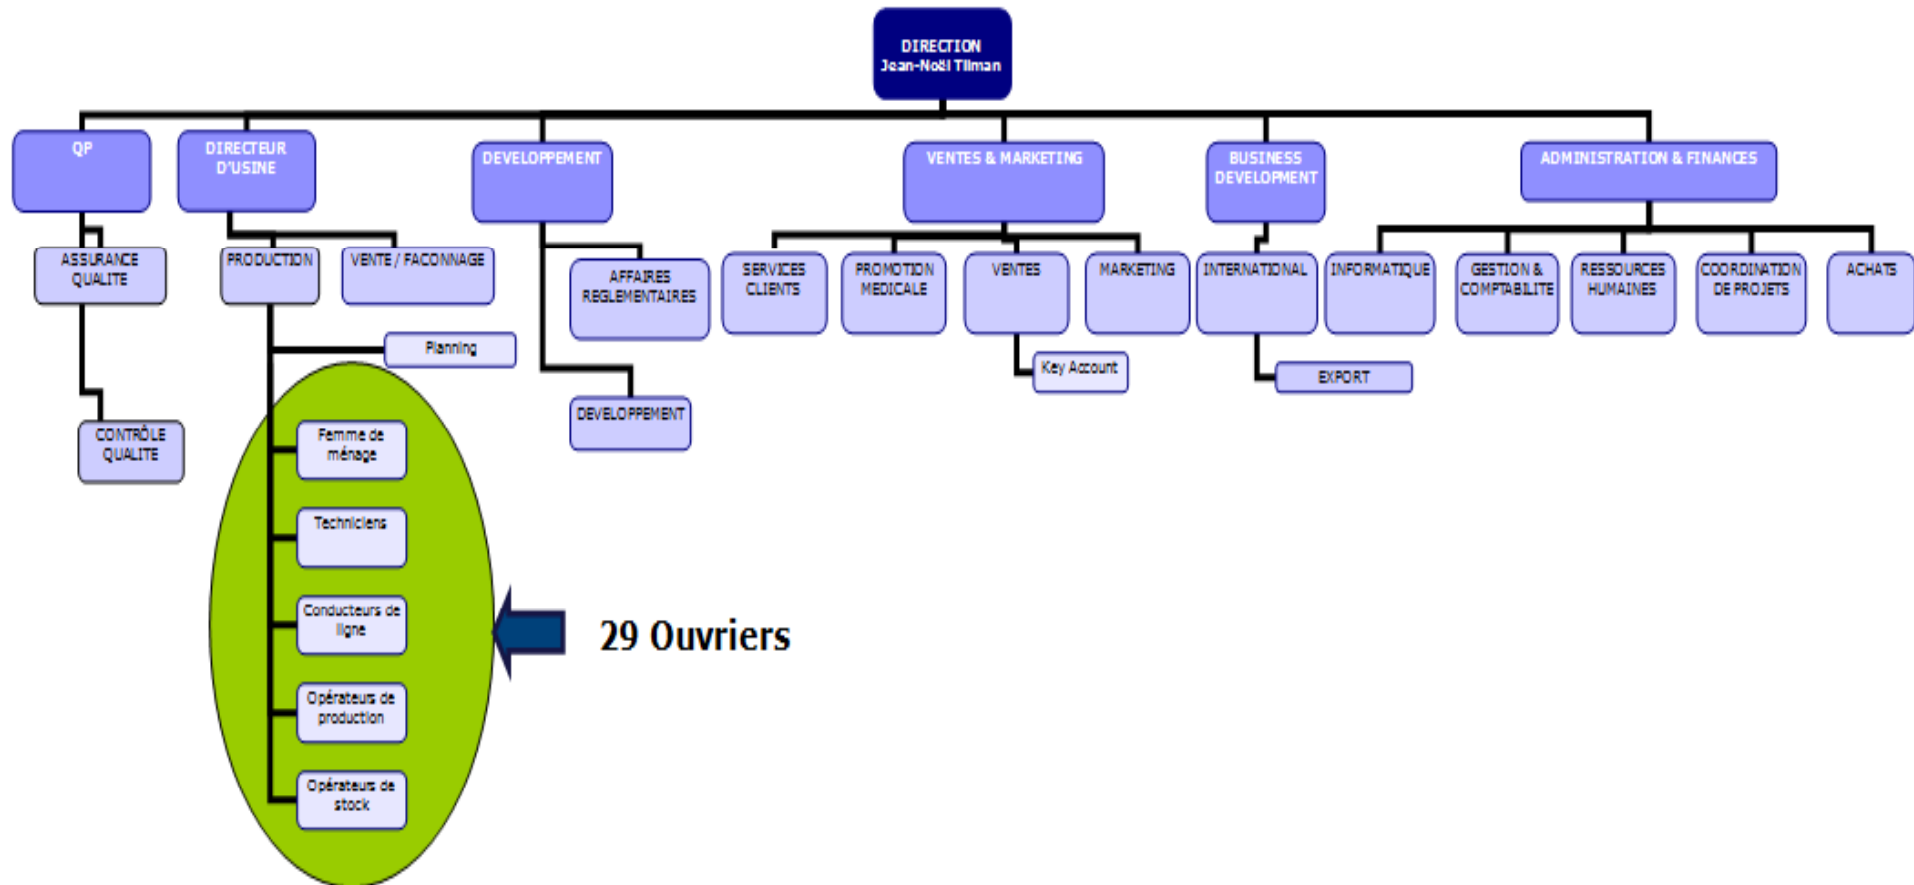 DIRECTION
Jean-Noël Tilman
QP
DIRECTEUR
D'USINE
DEVELOPPEMENT
VENTES & MARKETING
BUSINESS
DEVELOPMENT
ADMINISTRATION & FINANCES
ASSURANCE
QUALITE
PRODUCTION
VENTE / FACONNAGE
AFFAIRES
REGLEMENTAIRES
SERVICES
CLIENTS
PROMOTION
MEDICALE
VENTES
MARKETING
INTERNATIONAL
INFORMATIQUE
GESTION &
COMPTABILITE
RESSOURCES
HUMAINES
COORDINATION
DE PROJETS
ACHATS
Planning
Key Account
EXPORT
DEVELOPPEMENT
CONTRÔLE
QUALITE
Femme de
ménage
Techniciens
Conducteurs de
ligne
29 Ouvriers
Opérateurs de
production
Opérateurs de
stock